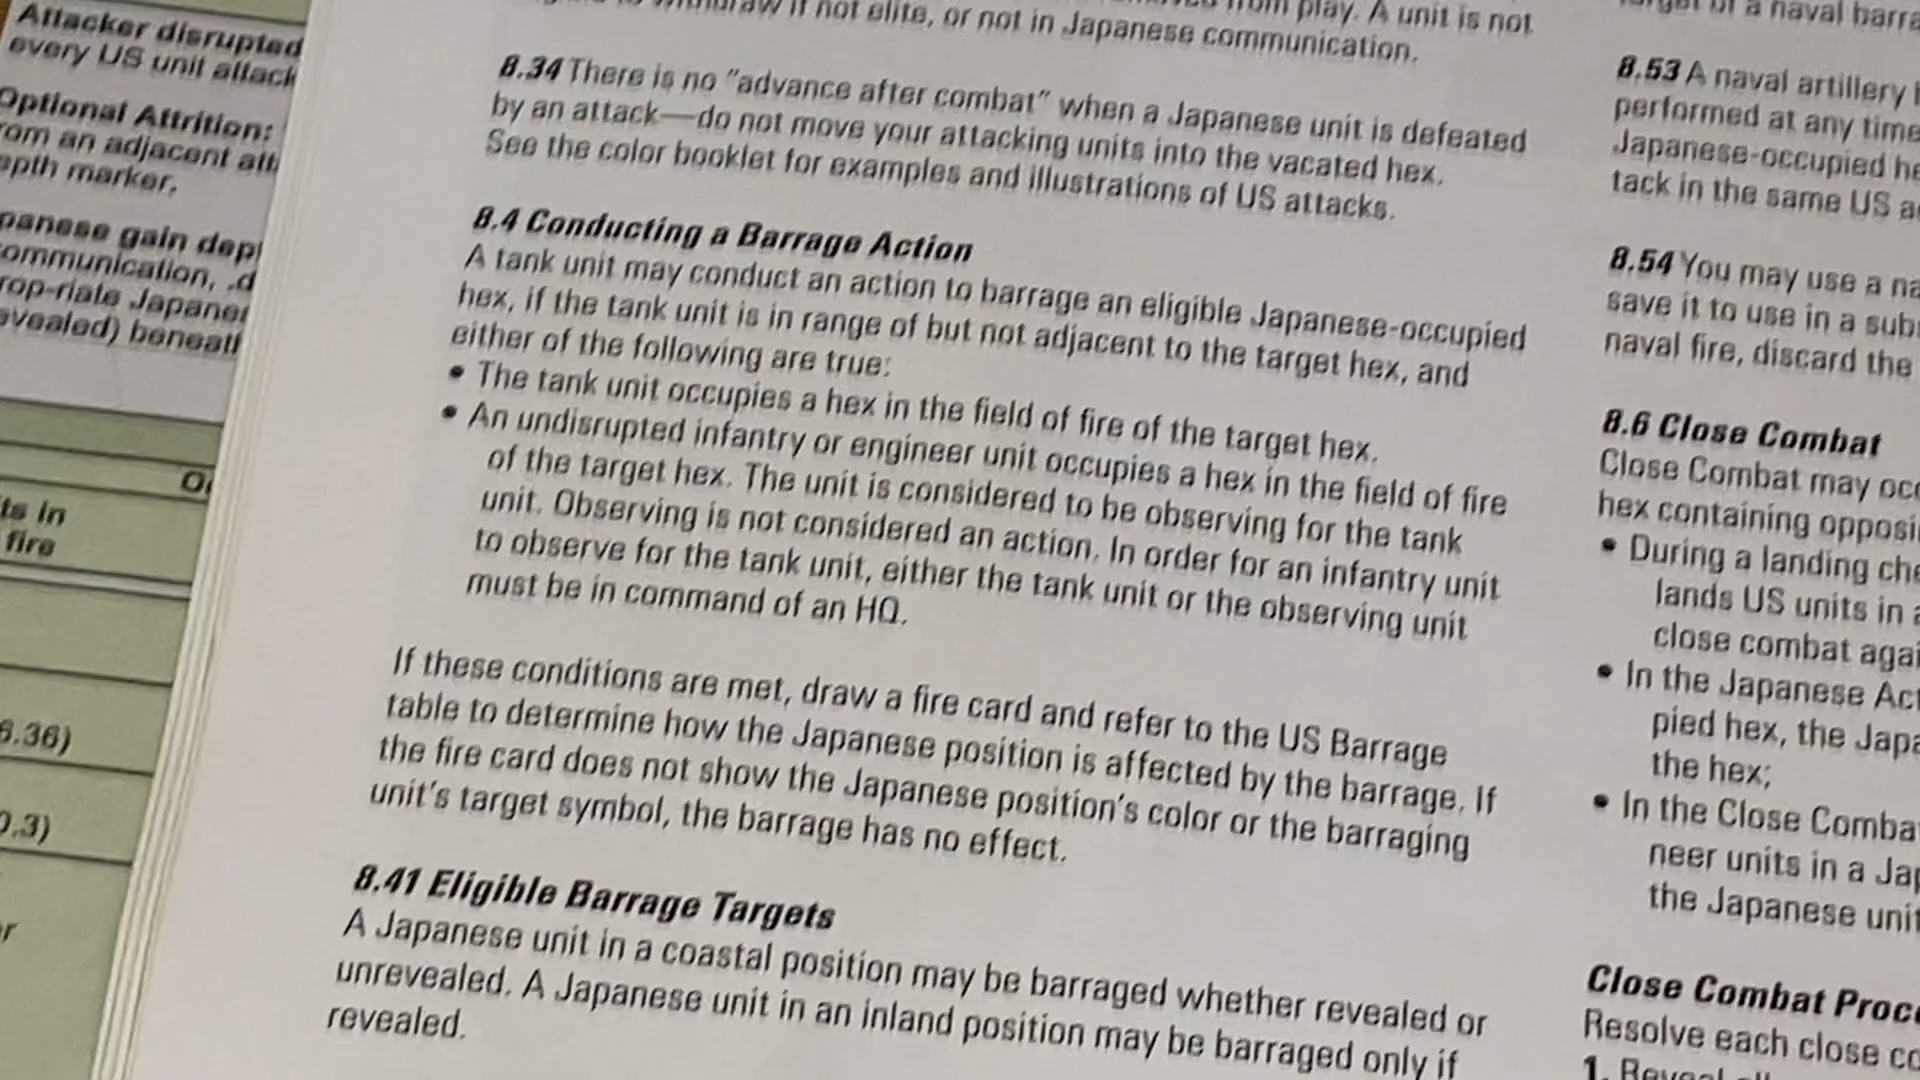 Attacker disrupted
every US unit attack
Optional Attrition:
om an adjacent att
pth marker,
panese gain dep
ommunication, .d
rop-riate Japane
vealed) beneath
ts in
fire
6.36)
0.3)
or
play. A unit is not
withdraw if not elite, or not in Japanese communication.
8.34 There is no "advance after combat" when a Japanese unit is defeated
by an attack—do not move your attacking units into the vacated hex.
See the color booklet for examples and illustrations of US attacks.
8.4 Conducting a Barrage Action
A tank unit may conduct an action to barrage an eligible Japanese-occupied
hex, if the tank unit is in range of but not adjacent to the target hex, and
either of the following are true:
• The tank unit occupies a hex in the field of fire of the target hex.
• An undisrupted infantry or engineer unit occupies a hex in the field of fire
of the target hex. The unit is considered to be observing for the tank
unit. Observing is not considered an action. In order for an infantry unit
to observe for the tank unit, either the tank unit or the observing unit
must be in command of an HQ.
If these conditions are met, draw a fire card and refer to the US Barrage
table to determine how the Japanese position is affected by the barrage. If
the fire card does not show the Japanese position's color or the barraging
unit's target symbol, the barrage has no effect.
8.41 Eligible Barrage Targets
A Japanese unit in a coastal position may be barraged whether revealed or
unrevealed. A Japanese unit in an inland position may be barraged only if
revealed.
of a naval barra
8.53 A naval artillery
performed at any time
Japanese-occupied he
tack in the same US a
8.54 You may use a na
save it to use in a sub
naval fire, discard the
8.6 Close Combat
Close Combat may occ
hex containing opposi
• During a landing che
lands US units in a
close combat agai
• In the Japanese Act
pied hex, the Japa
the hex;
• In the Close Comba
neer units in a Jap
the Japanese unit
Close Combat Proc
Resolve each close co
1.